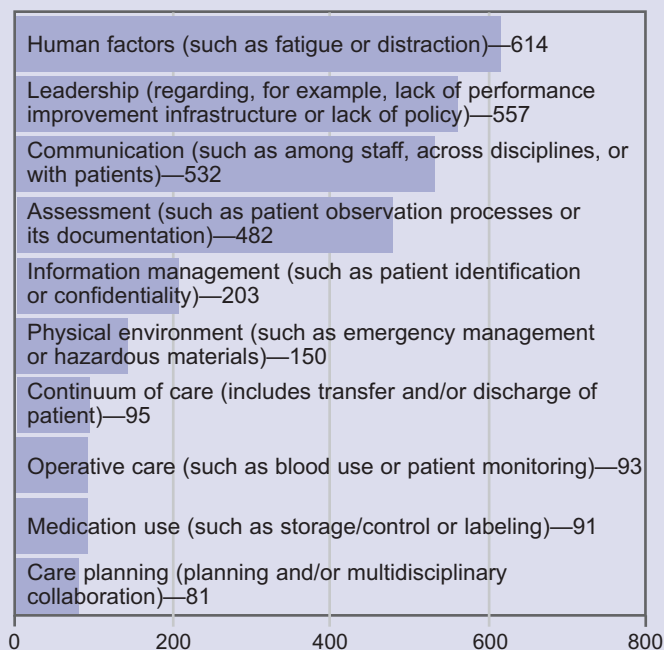 Human factors (such as fatigue or distraction)—614
Leadership (regarding, for example, lack of performance
improvement infrastructure or lack of policy)—557
Communication (such as among staff, across disciplines, or
with patients)—532
Assessment (such as patient observation processes or
its documentation)—482
Information management (such as patient identification
or confidentiality)—203
Physical environment (such as emergency management
or hazardous materials)—150
Continuum of care (includes transfer and/or discharge of
patient)—95
Operative care (such as blood use or patient monitoring)—93
Medication use (such as storage/control or labeling)—91
Care planning (planning and/or multidisciplinary
collaboration)—81
0 200 400 600 800